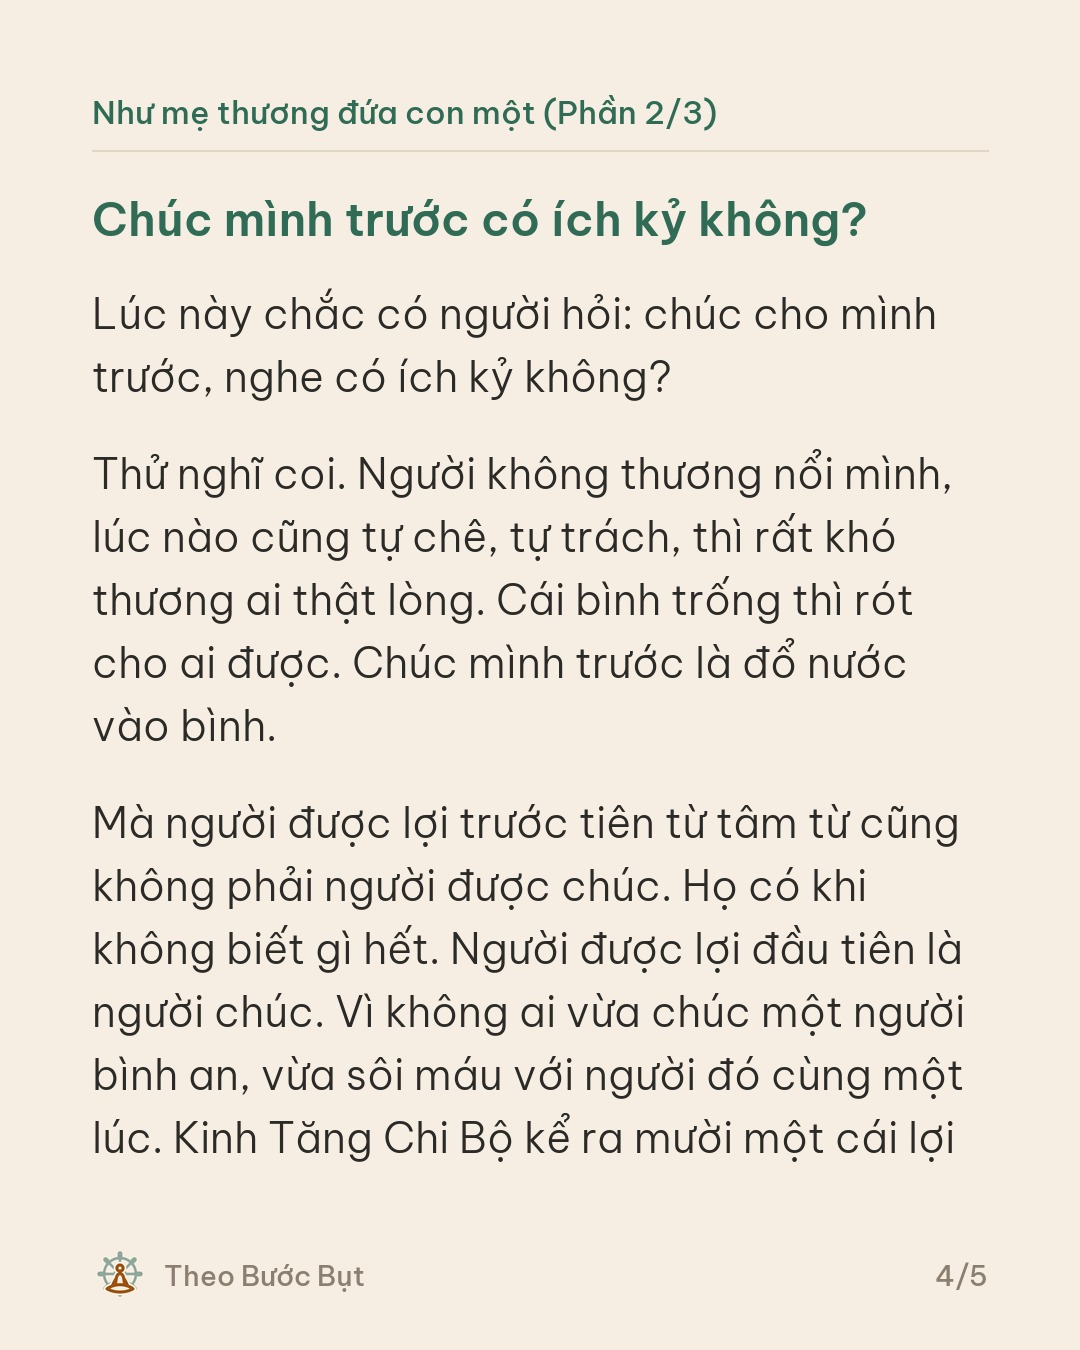 Như mẹ thương đứa con một (Phần 2/3)
Chúc mình trước có ích kỷ không?
Lúc này chắc có người hỏi: chúc cho mình
trước, nghe có ích kỷ không?
Thử nghĩ coi. Người không thương nổi mình,
lúc nào cũng tự chê, tự trách, thì rất khó
thương ai thật lòng. Cái bình trống thì rót
cho ai được. Chúc mình trước là đổ nước
vào bình.
Mà người được lợi trước tiên từ tâm từ cũng
không phải người được chúc. Họ có khi
không biết gì hết. Người được lợi đầu tiên là
người chúc. Vì không ai vừa chúc một người
bình an, vừa sôi máu với người đó cùng một
lúc. Kinh Tăng Chi Bộ kể ra mười một cái lợi
Theo Bước Bụt
4/5